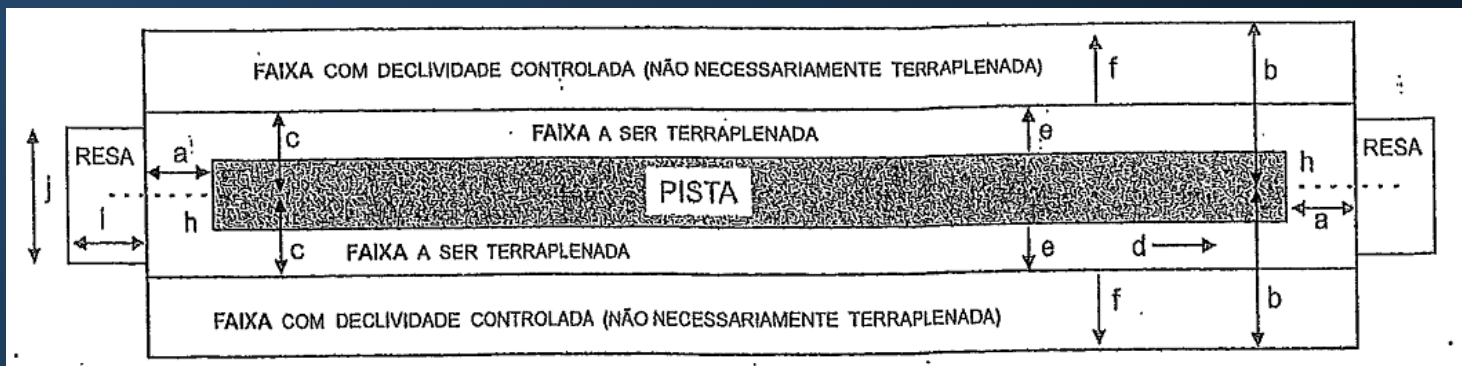 FAIXA COM DECLIVIDADE CONTROLADA (NÃO NECESSARIAMENTE TERRAPLENADA)
f
b
c
FAIXA A SER TERRAPLENADA
e
RESA
a
j
i
h
PISTA
h
RESA
a
c
FAIXA A SER TERRAPLENADA
e
d
f
b
FAIXA COM DECLIVIDADE CONTROLADA (NÃO NECESSARIAMENTE TERRAPLENADA)